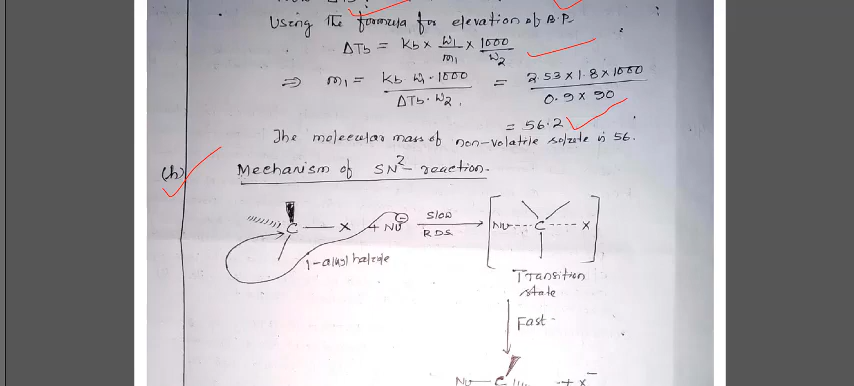 Using the formula for elevation of B.P
ΔTb = Kb × W1/m1 × 1000/W2
⇒ m1 = Kb. W1. 1000 / ΔTb. W2. = 2.53 × 1.8 × 1000 / 0.9 × 90
= 56.2
The molecular mass of non-volatile solute is 56.
(h) Mechanism of SN2- reaction.
C — X + Nu⊖ Slow RDS [Nu----C----X]
1-alkyl halide
Transition
state
Fast
Nu—C + X-